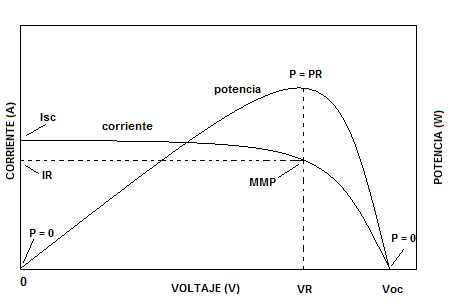 P = PR
potencia
Isc
corriente
CORRIENTE (A)
POTENCIA (W)
IR
MMP
P = 0
P = 0
0
VOLTAJE (V)
VR
Voc